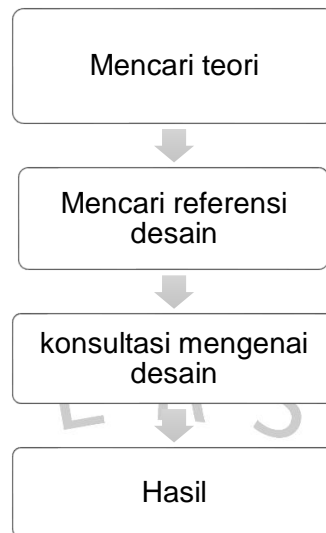 Mencari teori
Mencari referensi
desain
konsultasi mengenai
desain
Hasil